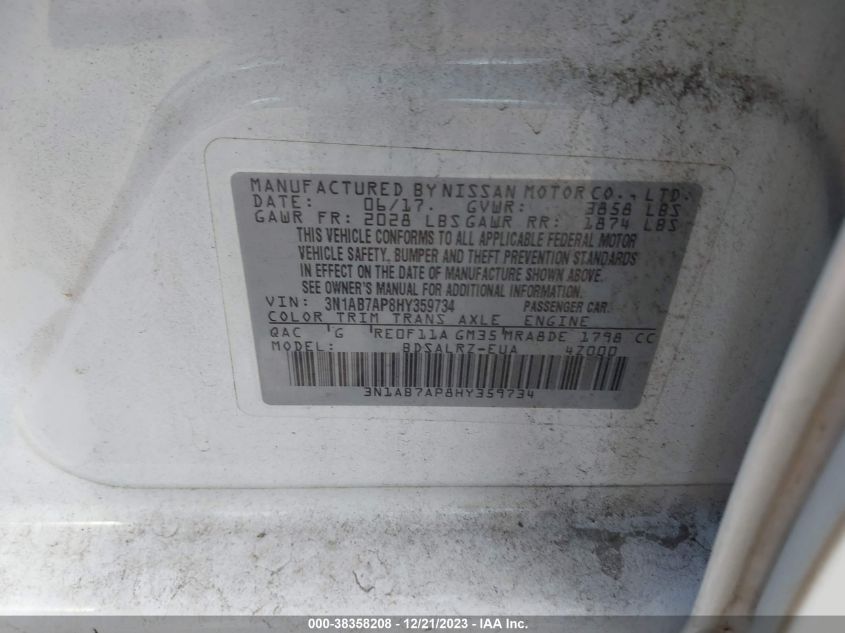 MANUFACTURED BY NISSAN MOTOR CO., LTD.
DATE: 06/17. GVWR: 3858 LBS
GAWR FR: 2028 LBS GAWR RR: 1874 LBS
THIS VEHICLE CONFORMS TO ALL APPLICABLE FEDERAL MOTOR
VEHICLE SAFETY, BUMPER AND THEFT PREVENTION STANDARDS
IN EFFECT ON THE DATE OF MANUFACTURE SHOWN ABOVE.
SEE OWNER'S MANUAL FOR ADDITIONAL INFORMATION.
VIN: 3N1AB7AP8HY359734 PASSENGER CAR.
COLOR TRIM TRANS AXLE ENGINE
QAC G RE0F11A GM35 MRA8DE 1798 CC
MODEL: BDSALRZ-EUA 4Z000
3N1AB7AP8HY359734
000-38358208 - 12/21/2023 - IAA Inc.